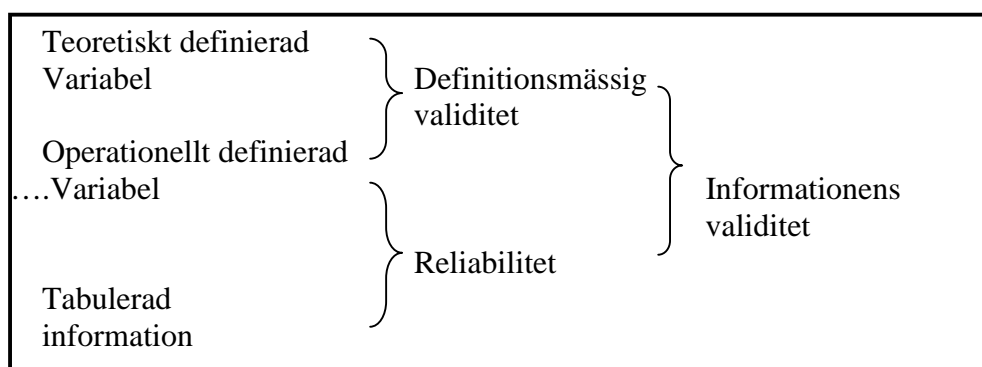 Teoretiskt definierad
Variabel
Definitionsmässig
validitet
Operationellt definierad
….Variabel
Informationens
validitet
Reliabilitet
Tabulerad
information